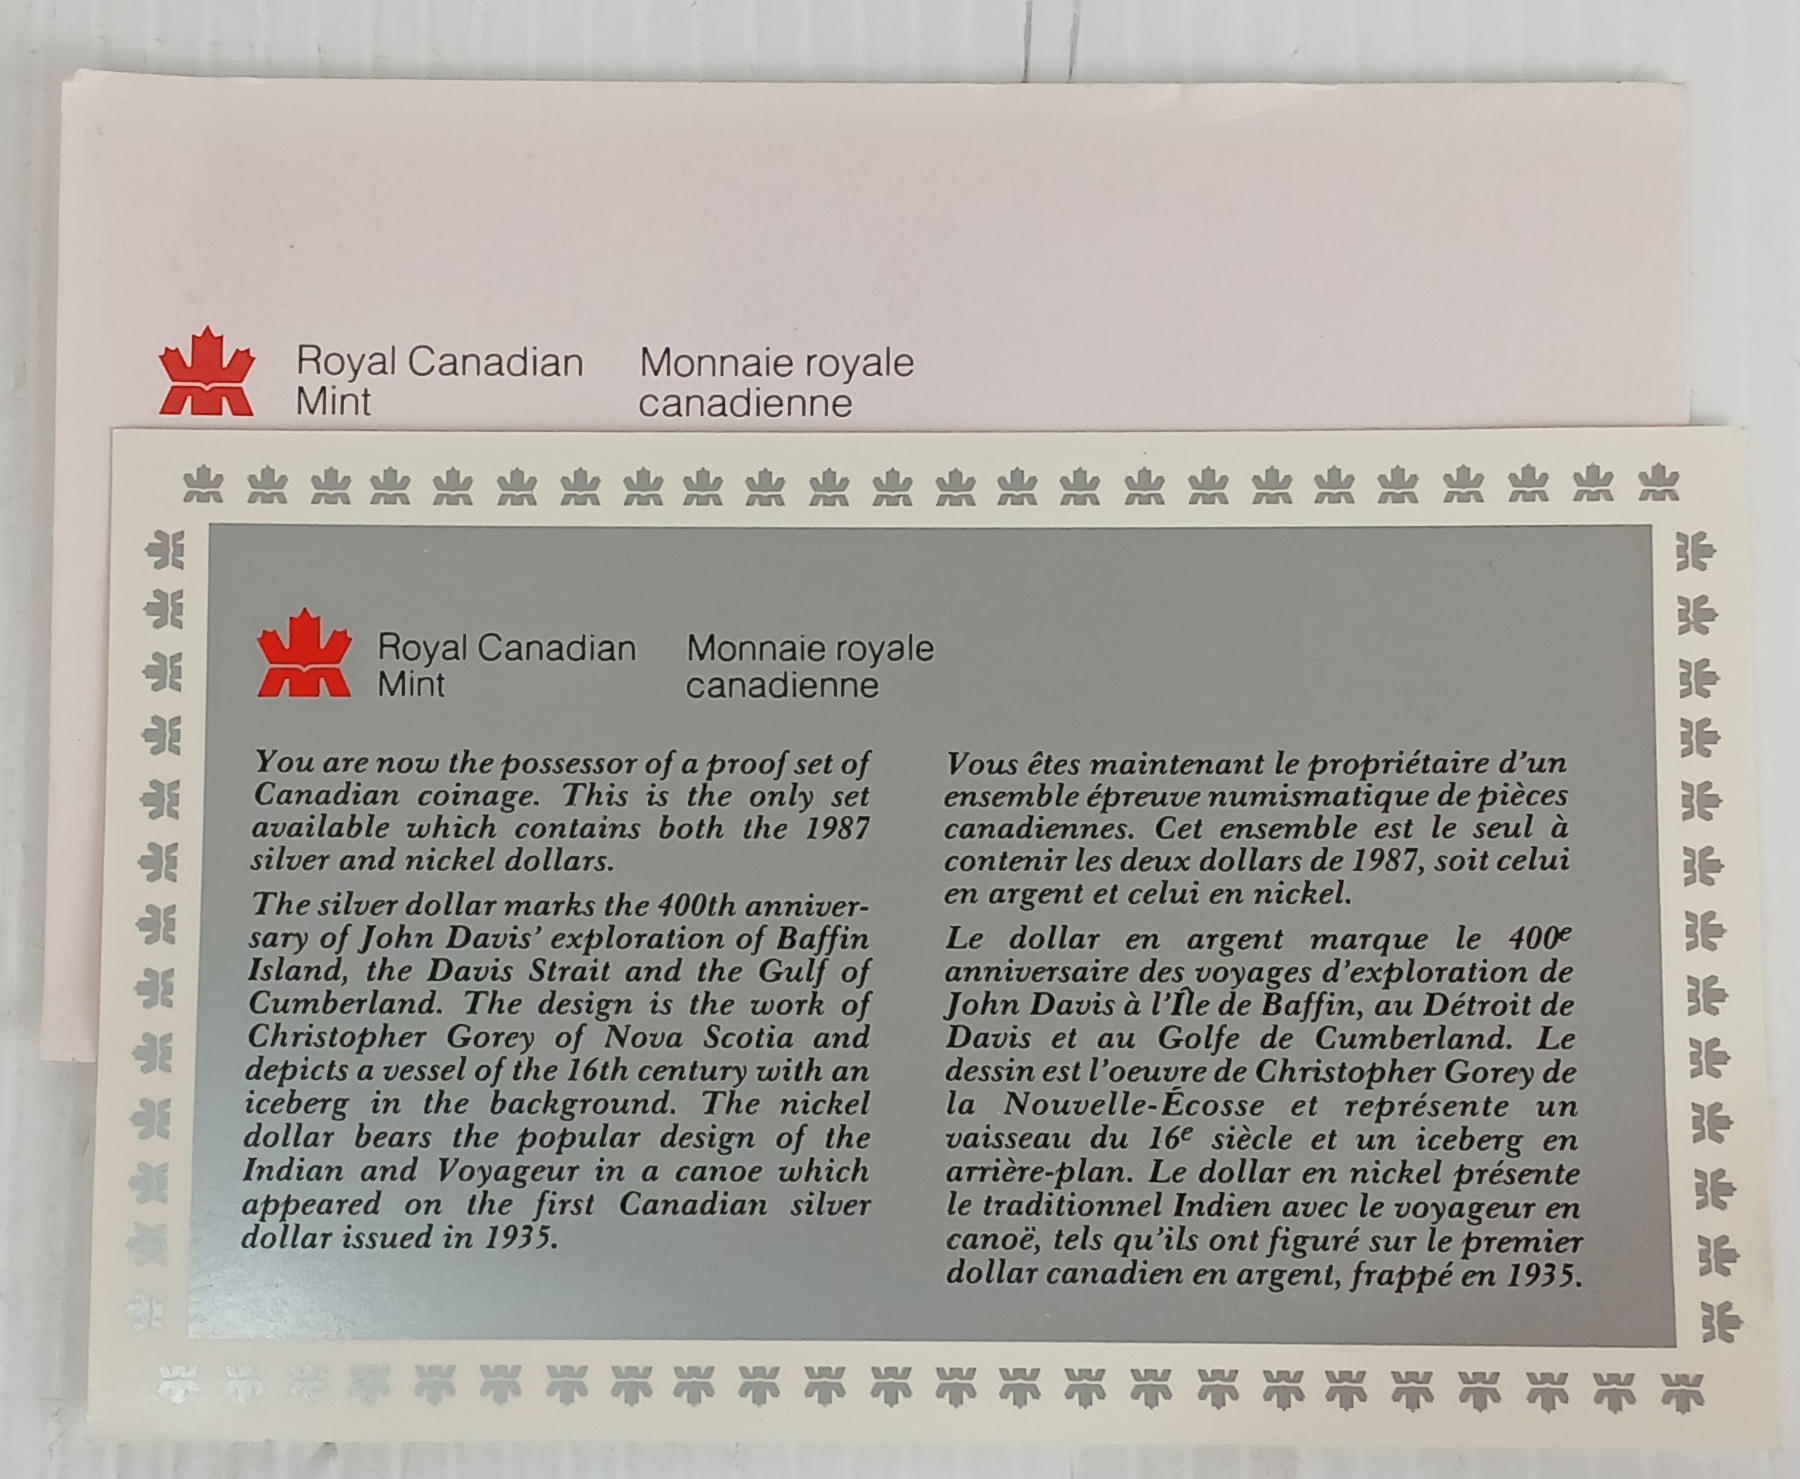 Royal Canadian
Mint
Monnaie royale
canadienne
Royal Canadian
Mint
Monnaie royale
canadienne
You are now the possessor of a proof set of
Canadian coinage. This is the only set
available which contains both the 1987
silver and nickel dollars.
The silver dollar marks the 400th anniver-
sary of John Davis' exploration of Baffin
Island, the Davis Strait and the Gulf of
Cumberland. The design is the work of
Christopher Gorey of Nova Scotia and
depicts a vessel of the 16th century with an
iceberg in the background. The nickel
dollar bears the popular design of the
Indian and Voyageur in a canoe which
appeared on the first Canadian silver
dollar issued in 1935.
Vous êtes maintenant le propriétaire d'un
ensemble épreuve numismatique de pièces
canadiennes. Cet ensemble est le seul à
contenir les deux dollars de 1987, soit celui
en argent et celui en nickel.
Le dollar en argent marque le 400e
anniversaire des voyages d'exploration de
John Davis à l'Île de Baffin, au Détroit de
Davis et au Golfe de Cumberland. Le
dessin est l'oeuvre de Christopher Gorey de
la Nouvelle-Écosse et représente un
vaisseau du 16e siècle et un iceberg en
arrière-plan. Le dollar en nickel présente
le traditionnel Indien avec le voyageur en
canoë, tels qu'ils ont figuré sur le premier
dollar canadien en argent, frappé en 1935.